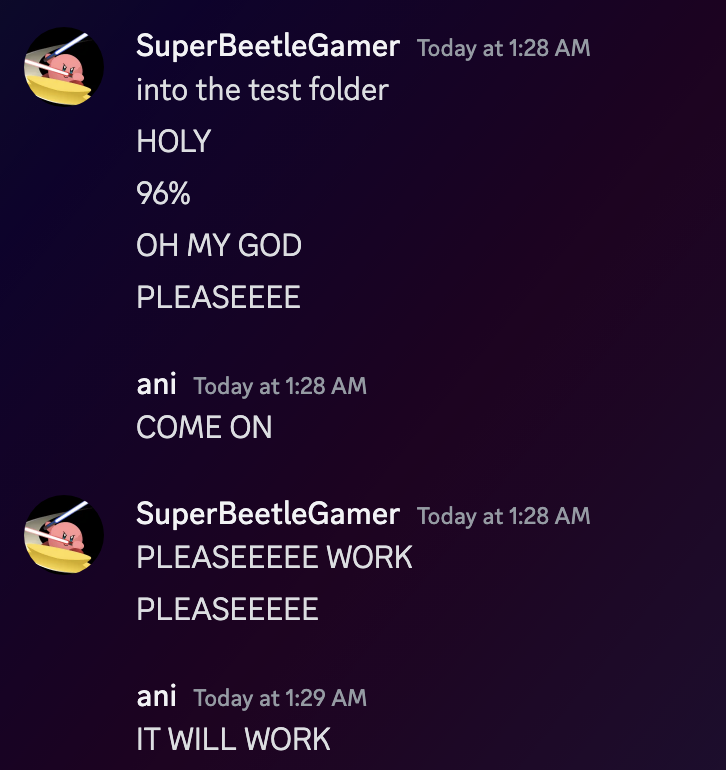 SuperBeetleGamer Today at 1:28 AM
into the test folder
HOLY
96%
OH MY GOD
PLEASEEEE
ani Today at 1:28 AM
COME ON
SuperBeetleGamer Today at 1:28 AM
PLEASEEEEE WORK
PLEASEEEEE
ani Today at 1:29 AM
IT WILL WORK